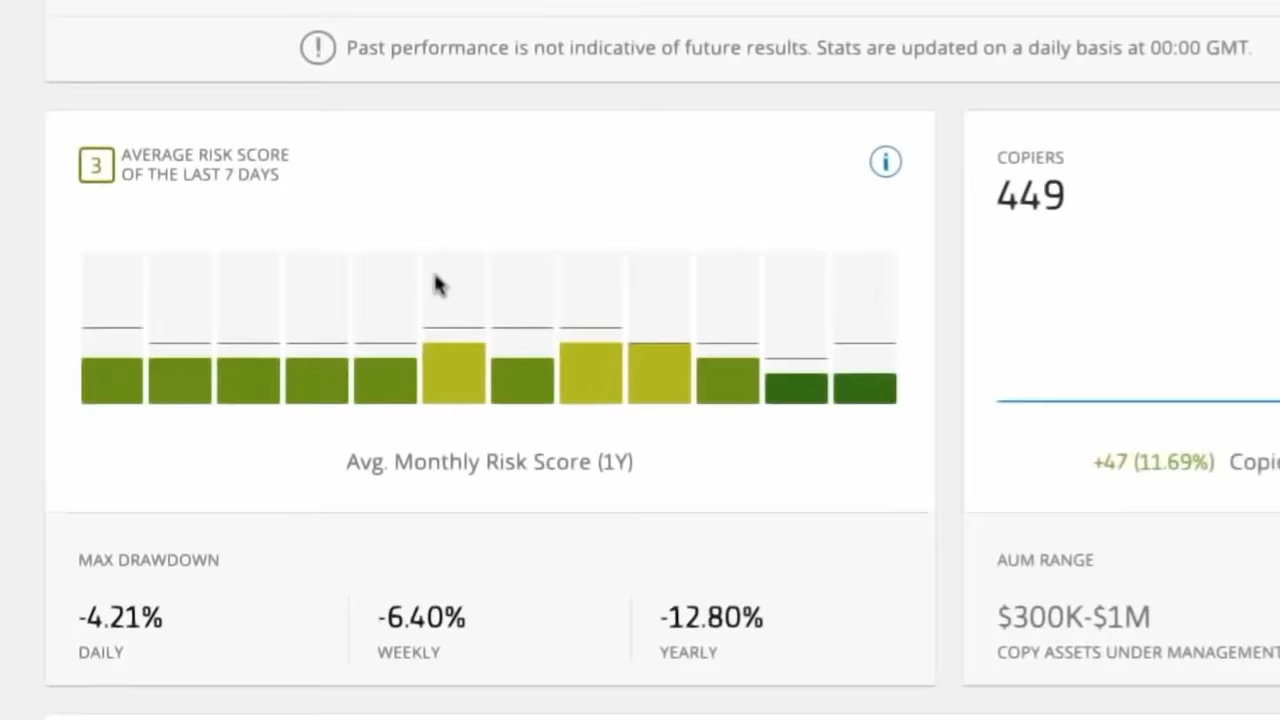 Past performance is not indicative of future results. Stats are updated on a daily basis at 00:00 GMT.
3
AVERAGE RISK SCORE
OF THE LAST 7 DAYS
Avg. Monthly Risk Score (1Y)
MAX DRAWDOWN
-4.21%
DAILY
-6.40%
WEEKLY
-12.80%
YEARLY
COPIERS
449
+47 (11.69%)
AUM RANGE
$300K-$1M
COPY ASSETS UNDER MANAGEMENT